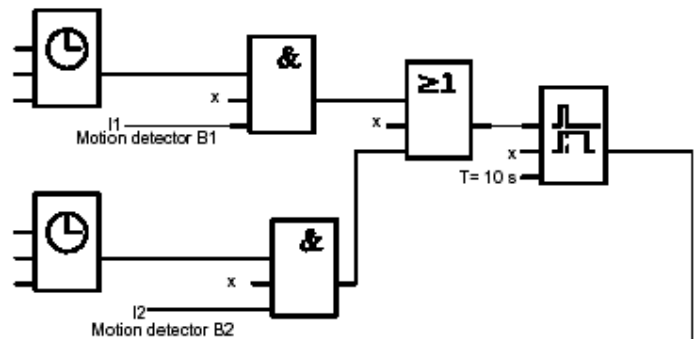 &
≥1
x
I1
Motion detector B1
x
x
T= 10 s
&
x
I2
Motion detector B2